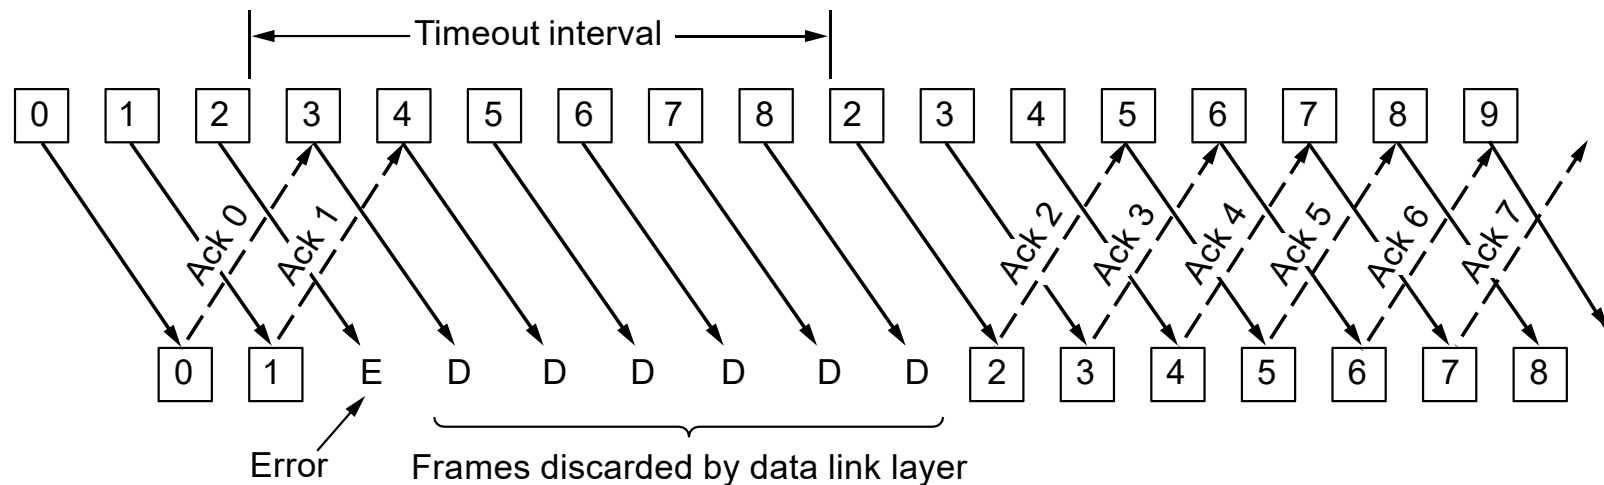 Timeout interval
0 1 2 3 4 5 6 7 8 2 3 4 5 6 7 8 9
Ack 0 Ack 1 Ack 2 Ack 3 Ack 4 Ack 5 Ack 6 Ack 7
0 1 E D D D D D D 2 3 4 5 6 7 8
Error
Frames discarded by data link layer